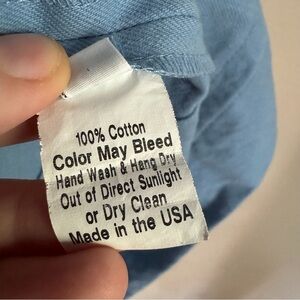 100% Cotton
Color May Bleed
Hand Wash & Hang Dry
Out of Direct Sunlight
or Dry Clean
Made in the USA